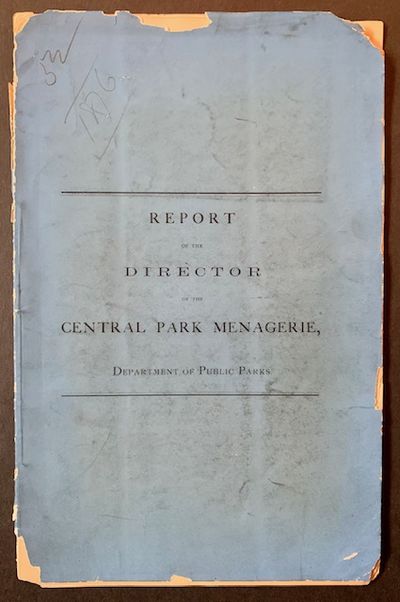 REPORT
OF THE
DIRECTOR
OF THE
CENTRAL PARK MENAGERIE,
DEPARTMENT OF PUBLIC PARKS